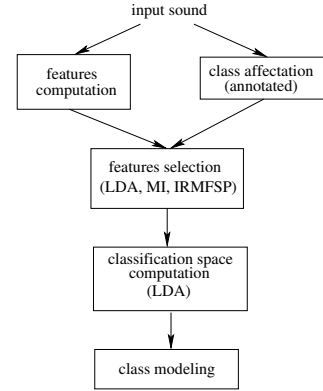 input sound
features
computation
class affectation
(annotated)
features selection
(LDA, MI, IRMFSP)
classification space
computation
(LDA)
class modeling